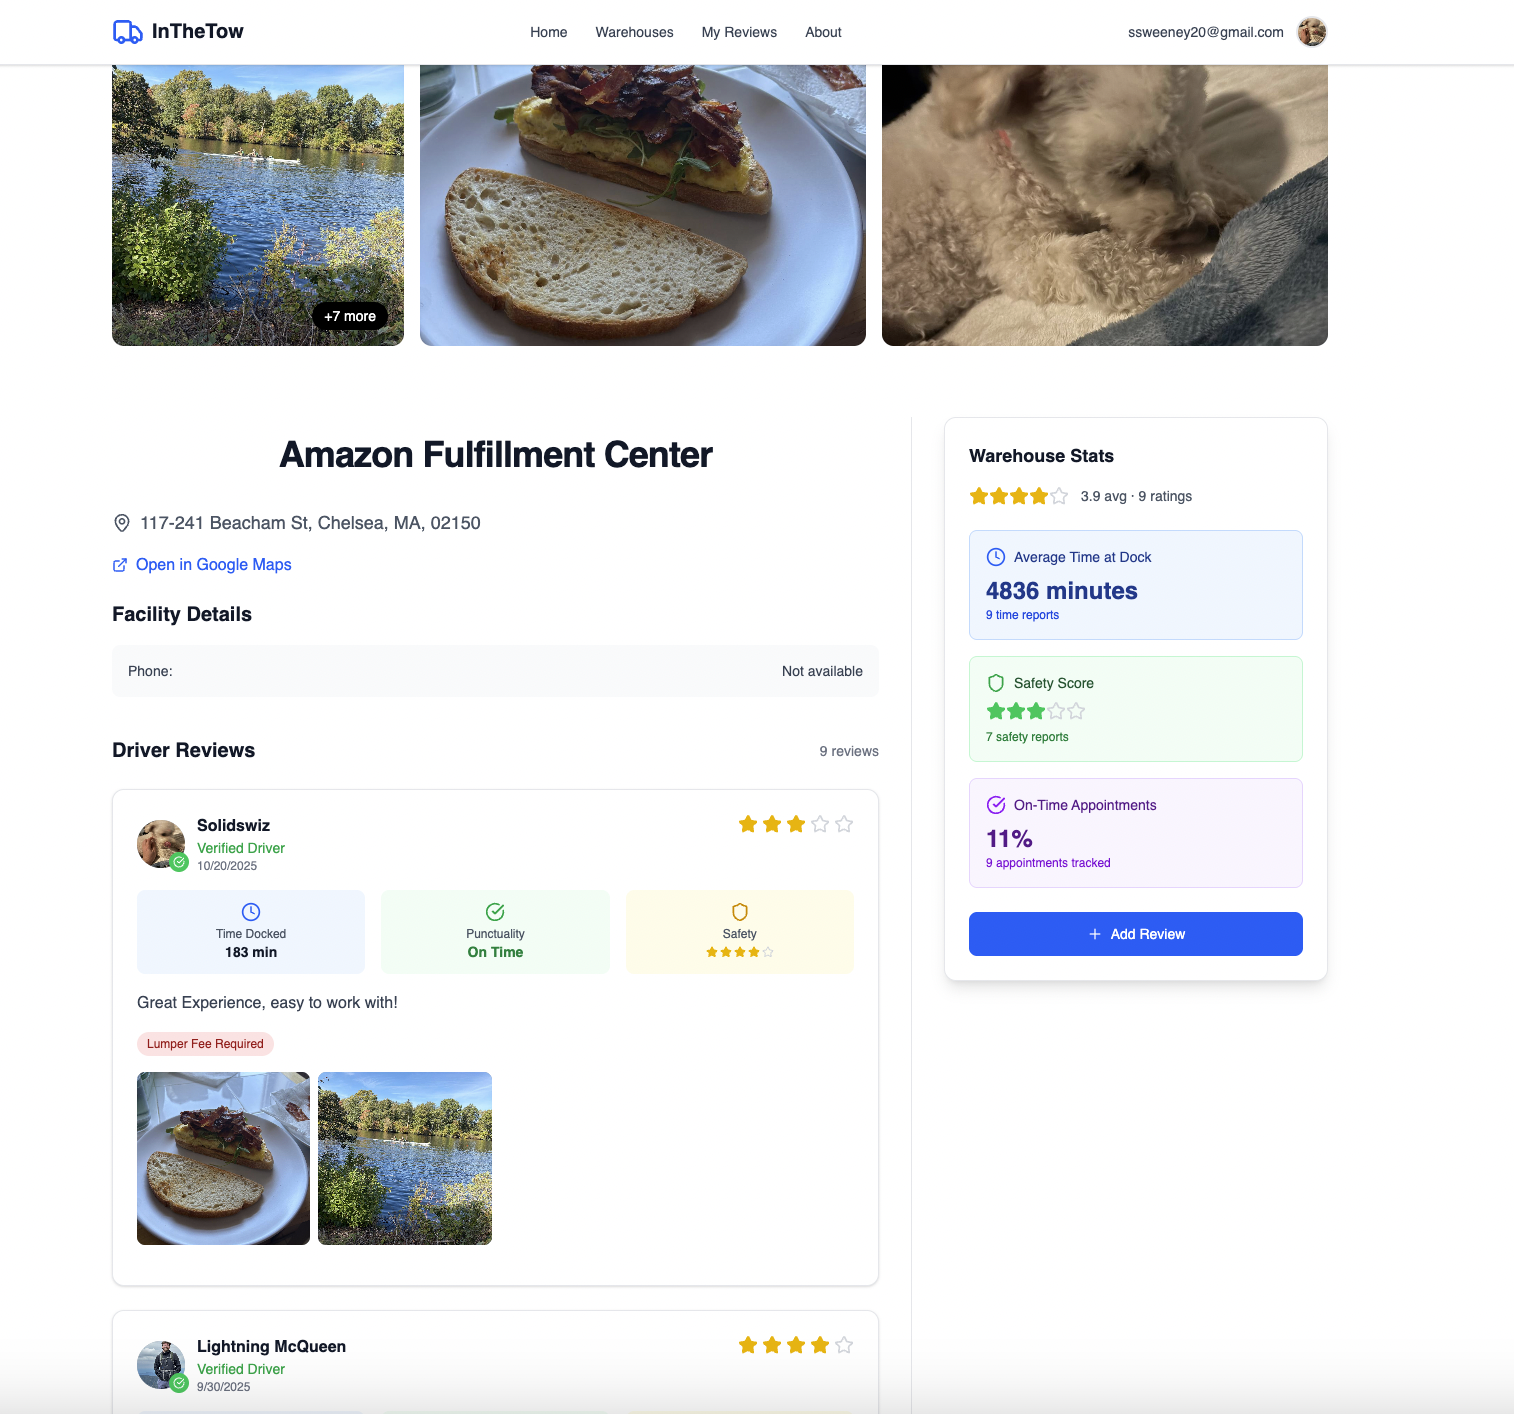 InTheTow
Home
Warehouses
My Reviews
About
ssweeney20@gmail.com
+7 more
Amazon Fulfillment Center
117-241 Beacham St, Chelsea, MA, 02150
Open in Google Maps
Facility Details
Phone:
Not available
Driver Reviews
9 reviews
Solidswiz
Verified Driver
10/20/2025
Time Docked
183 min
Punctuality
On Time
Safety
Great Experience, easy to work with!
Lumper Fee Required
Lightning McQueen
Verified Driver
9/30/2025
Warehouse Stats
3.9 avg · 9 ratings
Average Time at Dock
4836 minutes
9 time reports
Safety Score
7 safety reports
On-Time Appointments
11%
9 appointments tracked
+ Add Review